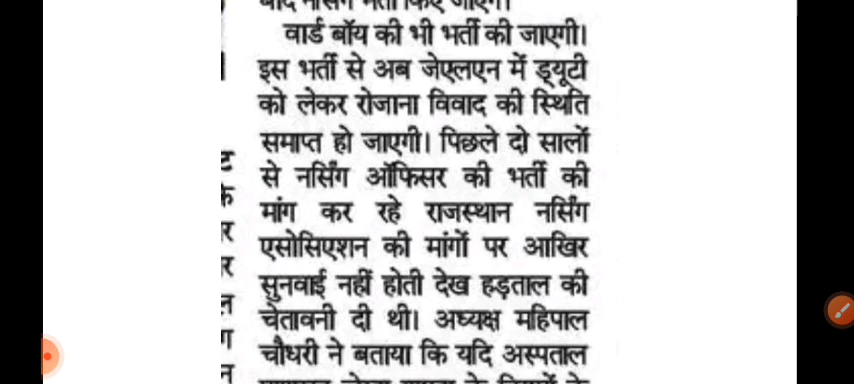 वार्ड बॉय की भी भर्ती की जाएगी।
इस भर्ती से अब जेएलएन में ड्यूटी
को लेकर रोजाना विवाद की स्थिति
समाप्त हो जाएगी। पिछले दो सालों
से नर्सिंग ऑफिसर की भर्ती की
मांग कर रहे राजस्थान नर्सिंग
एसोसिएशन की मांगों पर आखिर
सुनवाई नहीं होती देख हड़ताल की
चेतावनी दी थी। अध्यक्ष महिपाल
चौधरी ने बताया कि यदि अस्पताल